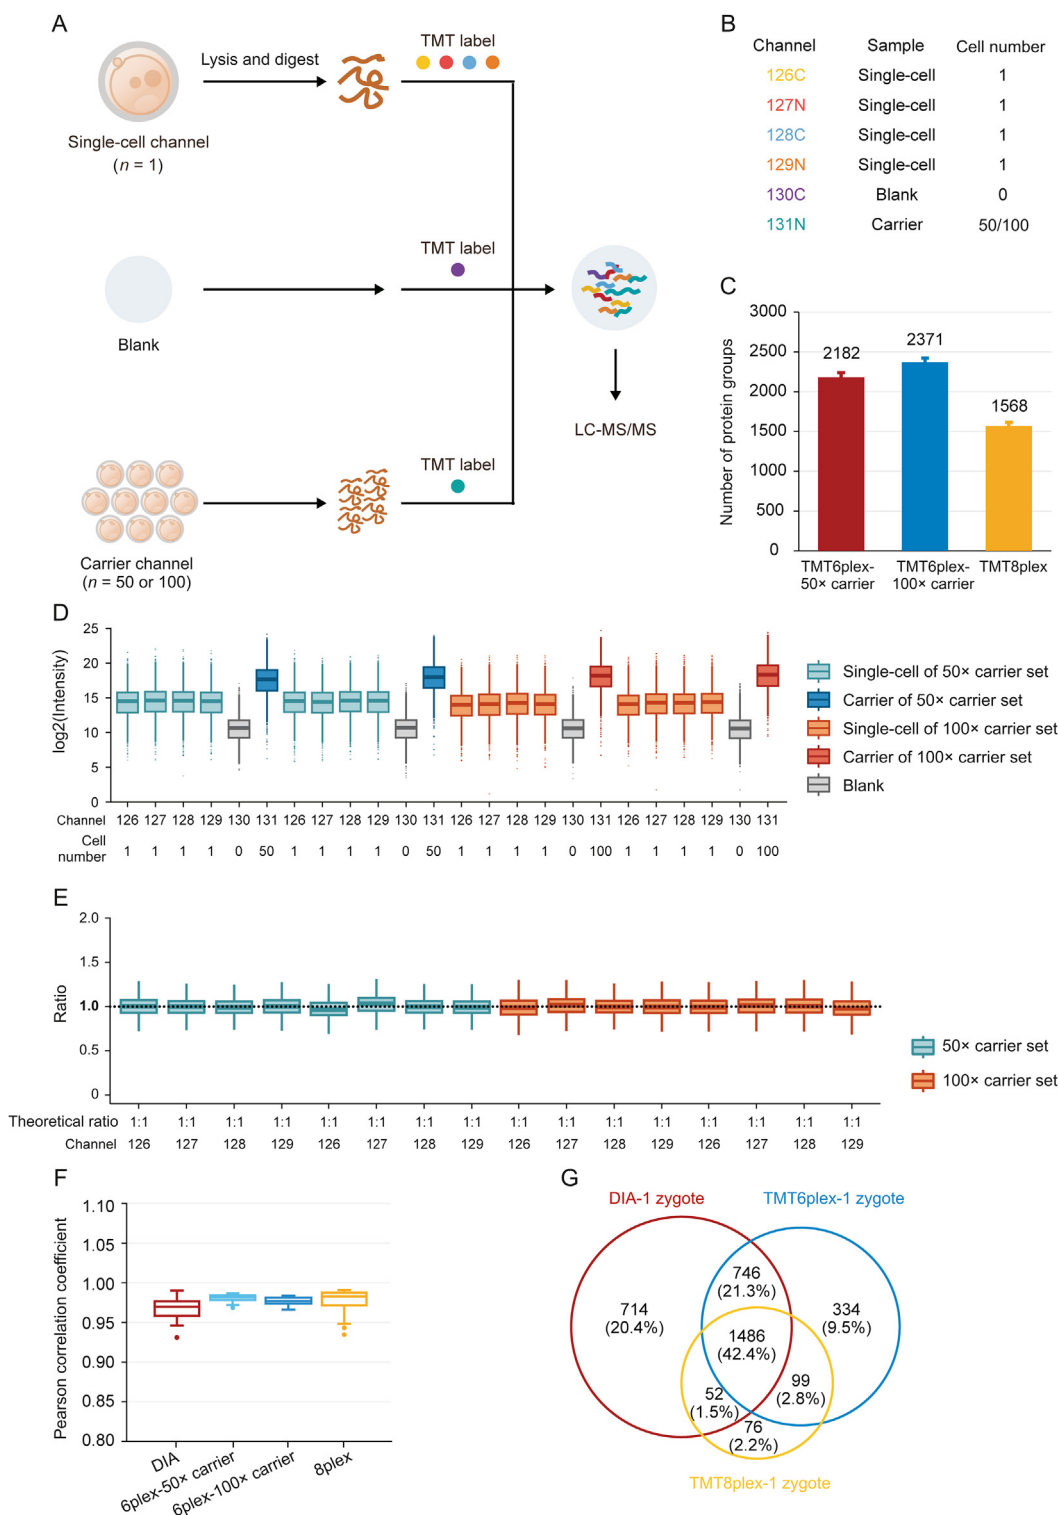 A
Lysis and digest
TMT label
Single-cell channel
(n = 1)
TMT label
Blank
LC-MS/MS
TMT label
Carrier channel
(n = 50 or 100)
B
Channel Sample Cell number
126C Single-cell 1
127N Single-cell 1
128C Single-cell 1
129N Single-cell 1
130C Blank 0
131N Carrier 50/100
C
Number of protein groups
3000
2500
2000
1500
1000
500
0
2182
2371
1568
TMT6plex-
50× carrier
TMT6plex-
100× carrier
TMT8plex
D
log2(Intensity)
25
20
15
10
5
0
Channel 126 127 128 129 130 131 126 127 128 129 130 131 126 127 128 129 130 131 126 127 128 129 130 131
Cell
number 1 1 1 1 0 50 1 1 1 1 0 50 1 1 1 1 0 100 1 1 1 1 0 100
Single-cell of 50× carrier set
Carrier of 50× carrier set
Single-cell of 100× carrier set
Carrier of 100× carrier set
Blank
E
Ratio
2.0
1.5
1.0
0.5
0
Theoretical ratio 1:1 1:1 1:1 1:1 1:1 1:1 1:1 1:1 1:1 1:1 1:1 1:1 1:1 1:1 1:1 1:1
Channel 126 127 128 129 126 127 128 129 126 127 128 129 126 127 128 129
50× carrier set
100× carrier set
F
Pearson correlation coefficient
1.10
1.05
1.00
0.95
0.90
0.85
0.80
DIA
6plex-50× carrier
6plex-100× carrier
8plex
G
DIA-1 zygote
TMT6plex-1 zygote
746
(21.3%)
714
(20.4%)
334
(9.5%)
1486
(42.4%)
99
(2.8%)
52
(1.5%)
76
(2.2%)
TMT8plex-1 zygote